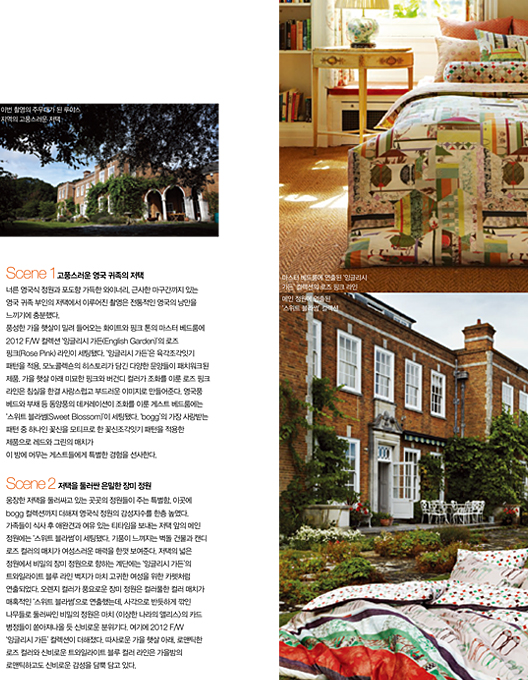 이번 촬영의 주무대가 된 루이스
지역의 고풍스러운 저택
마스터 베드룸에 연출된 '잉글리시
가든' 컬렉션의 로즈 핑크 라인
메인 정원에 연출된
'스위트 블라썸' 컬렉션
Scene 1 고풍스러운 영국 귀족의 저택
너른 영국식 정원과 포도향 가득한 와이너리, 근사한 마구간까지 있는
영국 귀족 부인의 저택에서 이루어진 촬영은 전통적인 영국의 낭만을
느끼기에 충분했다.
풍성한 가을 햇살이 밀려 들어오는 화이트와 핑크 톤의 마스터 베드룸에
2012 F/W 컬렉션 '잉글리시 가든(English Garden)'의 로즈
핑크(Rose Pink) 라인이 세팅됐다. '잉글리시 가든'은 육각조각잇기
패턴을 적용, 모노콜렉슨의 히스토리가 담긴 다양한 문양들이 패치워크된
제품. 가을 햇살 아래 미묘한 핑크와 버건디 컬러가 조화를 이룬 로즈 핑크
라인은 침실을 한결 사랑스럽고 부드러운 이미지로 만들어준다. 영국풍
베드와 부채 등 동양풍의 데커레이션이 조화를 이룬 게스트 베드룸에는
'스위트 블라썸(Sweet Blossom)'이 세팅됐다. 'bogg'의 가장 사랑받는
패턴 중 하나인 꽃신을 모티프로 한 꽃신조각잇기 패턴을 적용한
제품으로 레드와 그린의 매치가
이 방에 머무는 게스트들에게 특별한 경험을 선사한다.
Scene 2 저택을 둘러싼 은밀한 장미 정원
웅장한 저택을 둘러싸고 있는 곳곳의 정원들이 주는 특별함, 이곳에
bogg 컬렉션까지 더해져 영국식 정원의 감성지수를 한층 높였다.
가족들이 식사 후 애완견과 여유 있는 티타임을 보내는 저택 앞의 메인
정원에는 '스위트 블라썸'이 세팅됐다. 기품이 느껴지는 벽돌 건물과 캔디
로즈 컬러의 매치가 여성스러운 매력을 한껏 보여준다. 저택의 넓은
정원에서 비밀의 장미 정원으로 향하는 계단에는 '잉글리시 가든'의
트와일라이트 블루 라인 벽지가 마치 고귀한 여성을 위한 카펫처럼
연출되었다. 오렌지 컬러가 풍요로운 장미 정원은 컬러풀한 컬러 매치가
매혹적인 '스위트 블라썸'으로 연출했는데, 사각으로 반듯하게 깎인
나무들로 둘러싸인 비밀의 정원은 마치 〈이상한 나라의 앨리스〉의 카드
병정들이 쏟아져나올 듯 신비로운 분위기다. 여기에 2012 F/W
'잉글리시 가든' 컬렉션이 더해졌다. 따사로운 가을 햇살 아래, 로맨틱한
로즈 컬러와 신비로운 트와일라이트 블루 컬러 라인은 가을밤의
로맨틱하고도 신비로운 감성을 담뿍 담고 있다.